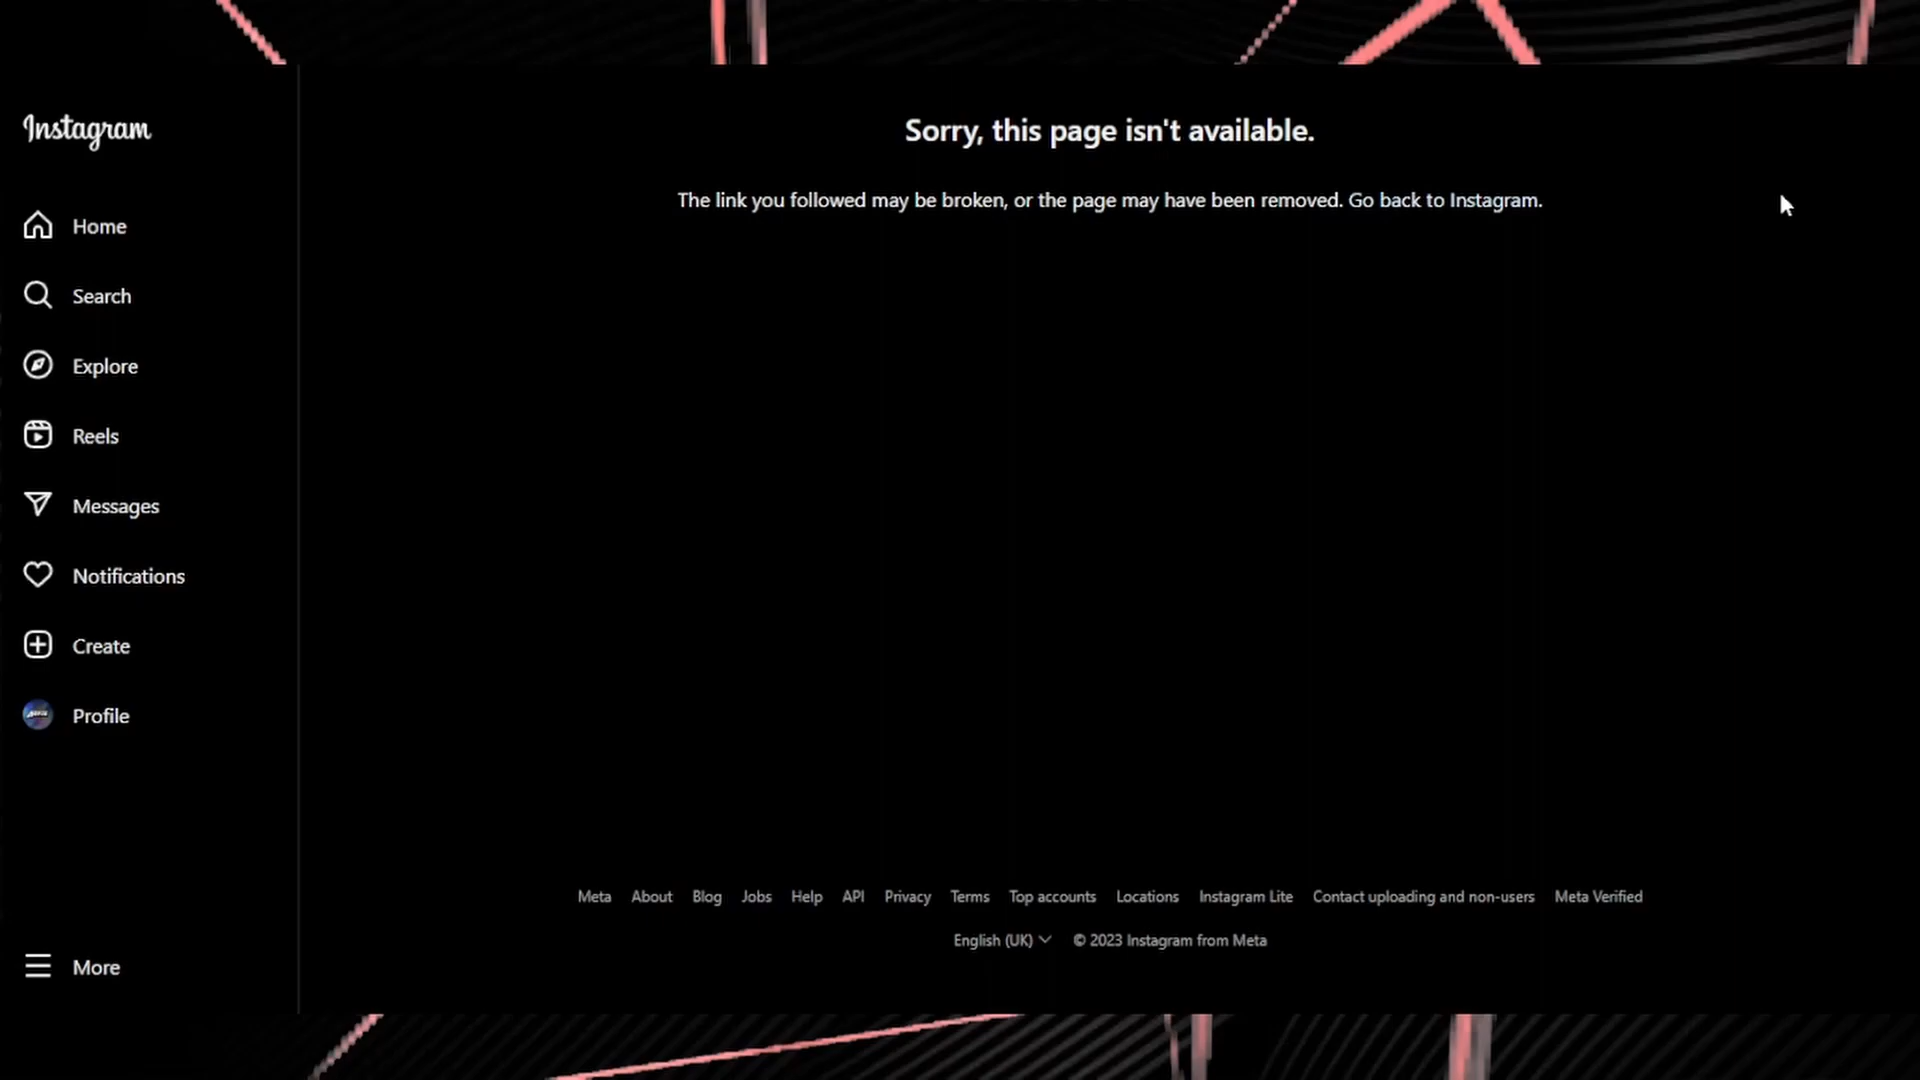 Instagram
Home
Search
Explore
Reels
Messages
Notifications
Create
Profile
More
Sorry, this page isn't available.
The link you followed may be broken, or the page may have been removed. Go back to Instagram.
Meta About Blog Jobs Help API Privacy Terms Top accounts Locations Instagram Lite Contact uploading and non-users Meta Verified
English (UK) © 2023 Instagram from Meta